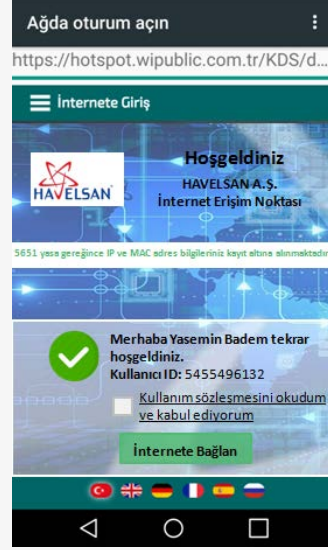 Ağda oturum açın
https://hotspot.wipublic.com.tr/KDS/d...
İnternete Giriş
HAVELSAN
Hoşgeldiniz
HAVELSAN A.Ş.
İnternet Erişim Noktası
5651 yasa gereğince IP ve MAC adres bilgileriniz kayıt altına alınmaktadır
Merhaba Yasemin Badem tekrar
hoşgeldiniz.
Kullanıcı ID: 5455496132
Kullanım sözleşmesini okudum
ve kabul ediyorum
İnternete Bağlan